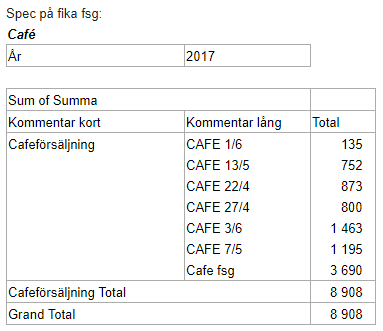 Spec på fika fsg:
Café
År 2017
Sum of Summa
Kommentar kort Kommentar lång Total
Cafeförsäljning CAFE 1/6 135
CAFE 13/5 752
CAFE 22/4 873
CAFE 27/4 800
CAFE 3/6 1 463
CAFE 7/5 1 195
Cafe fsg 3 690
Cafeförsäljning Total 8 908
Grand Total 8 908